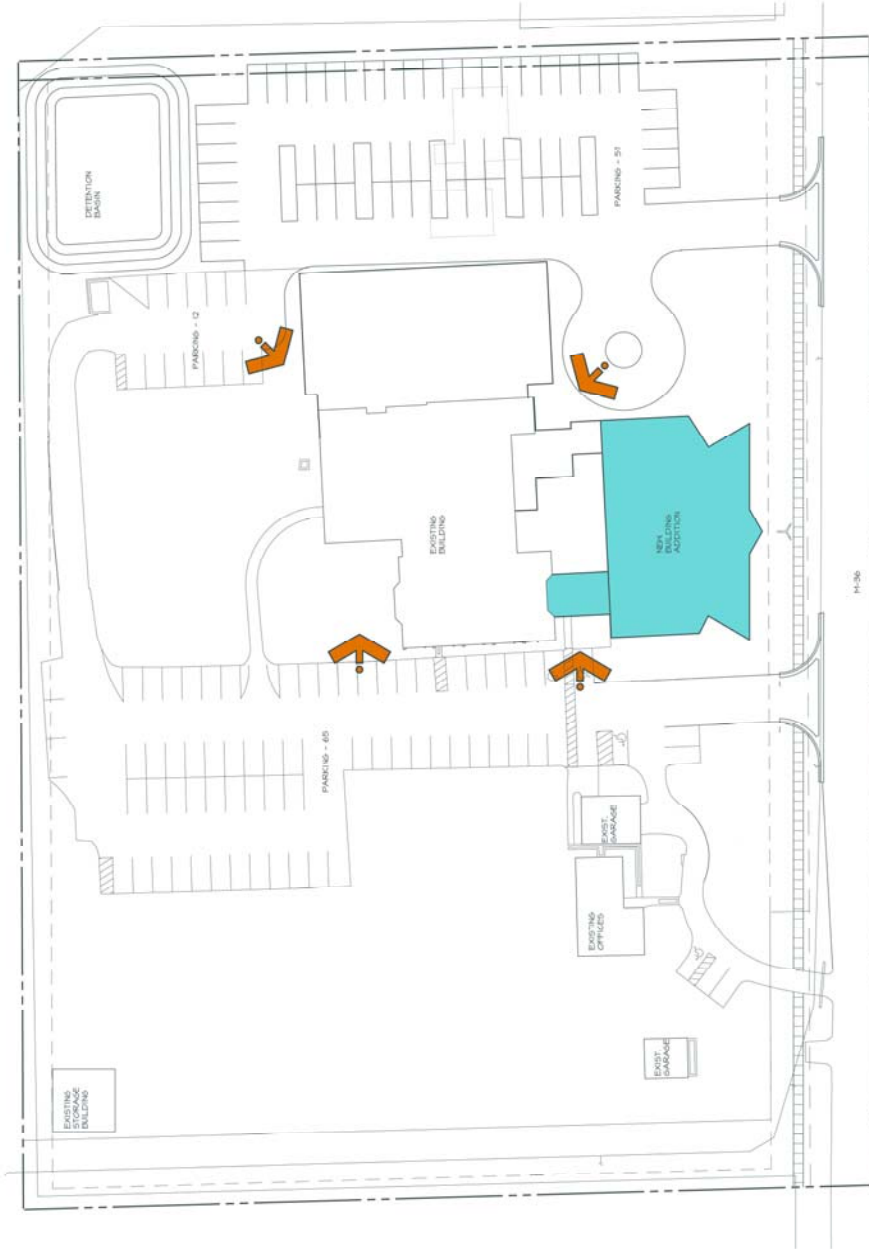 DETENTION
BASIN
PARKING - 51
PARKING - 12
EXISTING
BUILDING
NEW
BUILDING
ADDITION
M-36
PARKING - 65
EXIST.
GARAGE
EXISTING
OFFICES
EXIST.
GARAGE
EXISTING
STORAGE
BUILDING